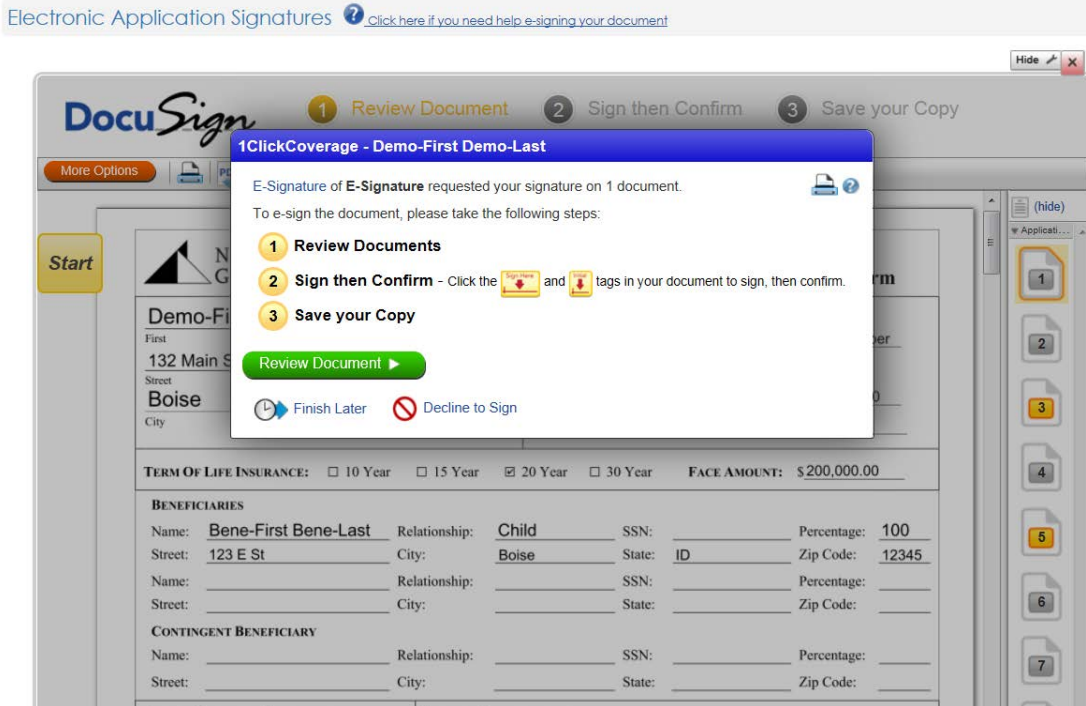 Electronic Application Signatures ? Click here if you need help e-signing your document
Hide x
DocuSign 1 Review Document 2 Sign then Confirm 3 Save your Copy
More Options
1ClickCoverage - Demo-First Demo-Last
E-Signature of E-Signature requested your signature on 1 document.
To e-sign the document, please take the following steps:
1 Review Documents
2 Sign then Confirm - Click the Sign Here and Initial tags in your document to sign, then confirm.
3 Save your Copy
Review Document
Finish Later Decline to Sign
Start
N
G rm
Demo-Fi
First
132 Main S
Street
Boise
City
TERM OF LIFE INSURANCE: ☐ 10 Year ☐ 15 Year ☑ 20 Year ☐ 30 Year FACE AMOUNT: $200,000.00
BENEFICIARIES
Name: Bene-First Bene-Last Relationship: Child SSN: Percentage: 100
Street: 123 E St City: Boise State: ID Zip Code: 12345
Name: Relationship: SSN: Percentage:
Street: City: State: Zip Code:
CONTINGENT BENEFICIARY
Name: Relationship: SSN: Percentage:
Street: City: State: Zip Code:
(hide)
Applicati...
1
2
3
4
5
6
7